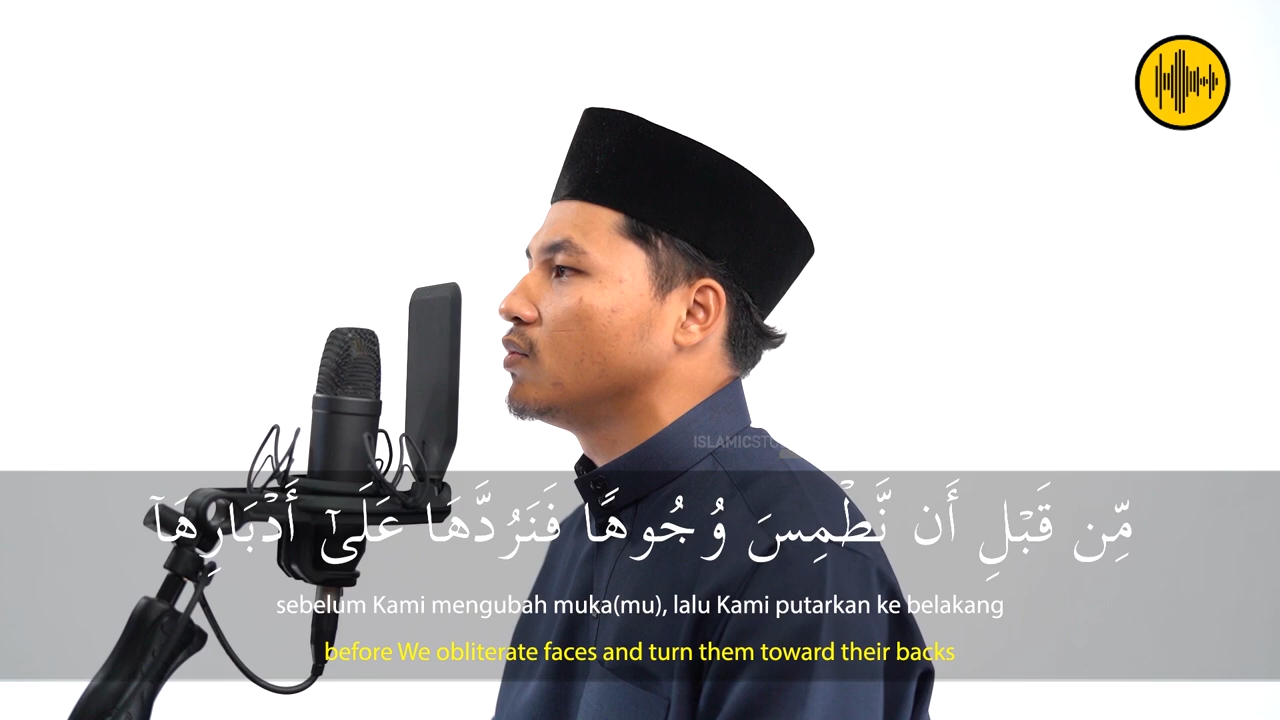 ISLAMICSTU
مِّن قَبْلِ أَن نَّطْمِسَ وُجُوهًا فَنَرُدَّهَا عَلَىٰٓ أَدْبَارِهَآ
sebelum Kami mengubah muka(mu), lalu Kami putarkan ke belakang
before We obliterate faces and turn them toward their backs